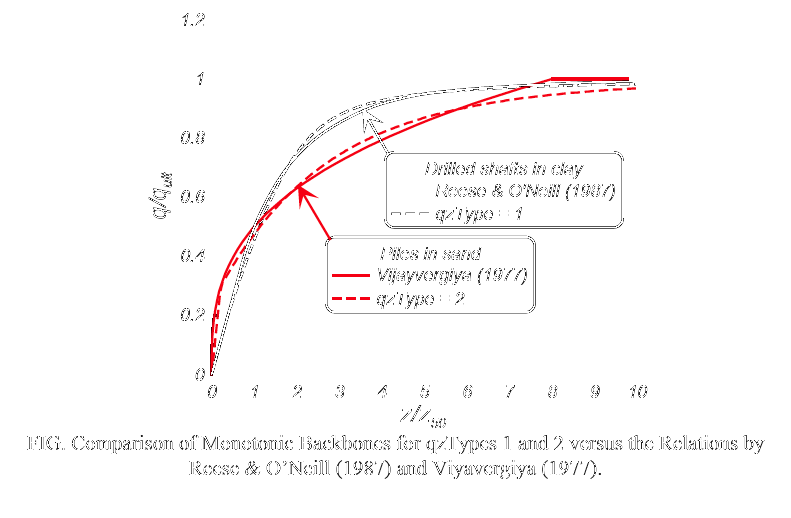 1.2
1
0.8
0.6
0.4
0.2
0
q/qult
Drilled shafts in clay
Reese & O'Neill (1987)
qzType = 1
Piles in sand
Vijayvergiya (1977)
qzType = 2
0 1 2 3 4 5 6 7 8 9 10
z/z50
FIG. Comparison of Monotonic Backbones for qzTypes 1 and 2 versus the Relations by
Reese & O'Neill (1987) and Viyavergiya (1977).